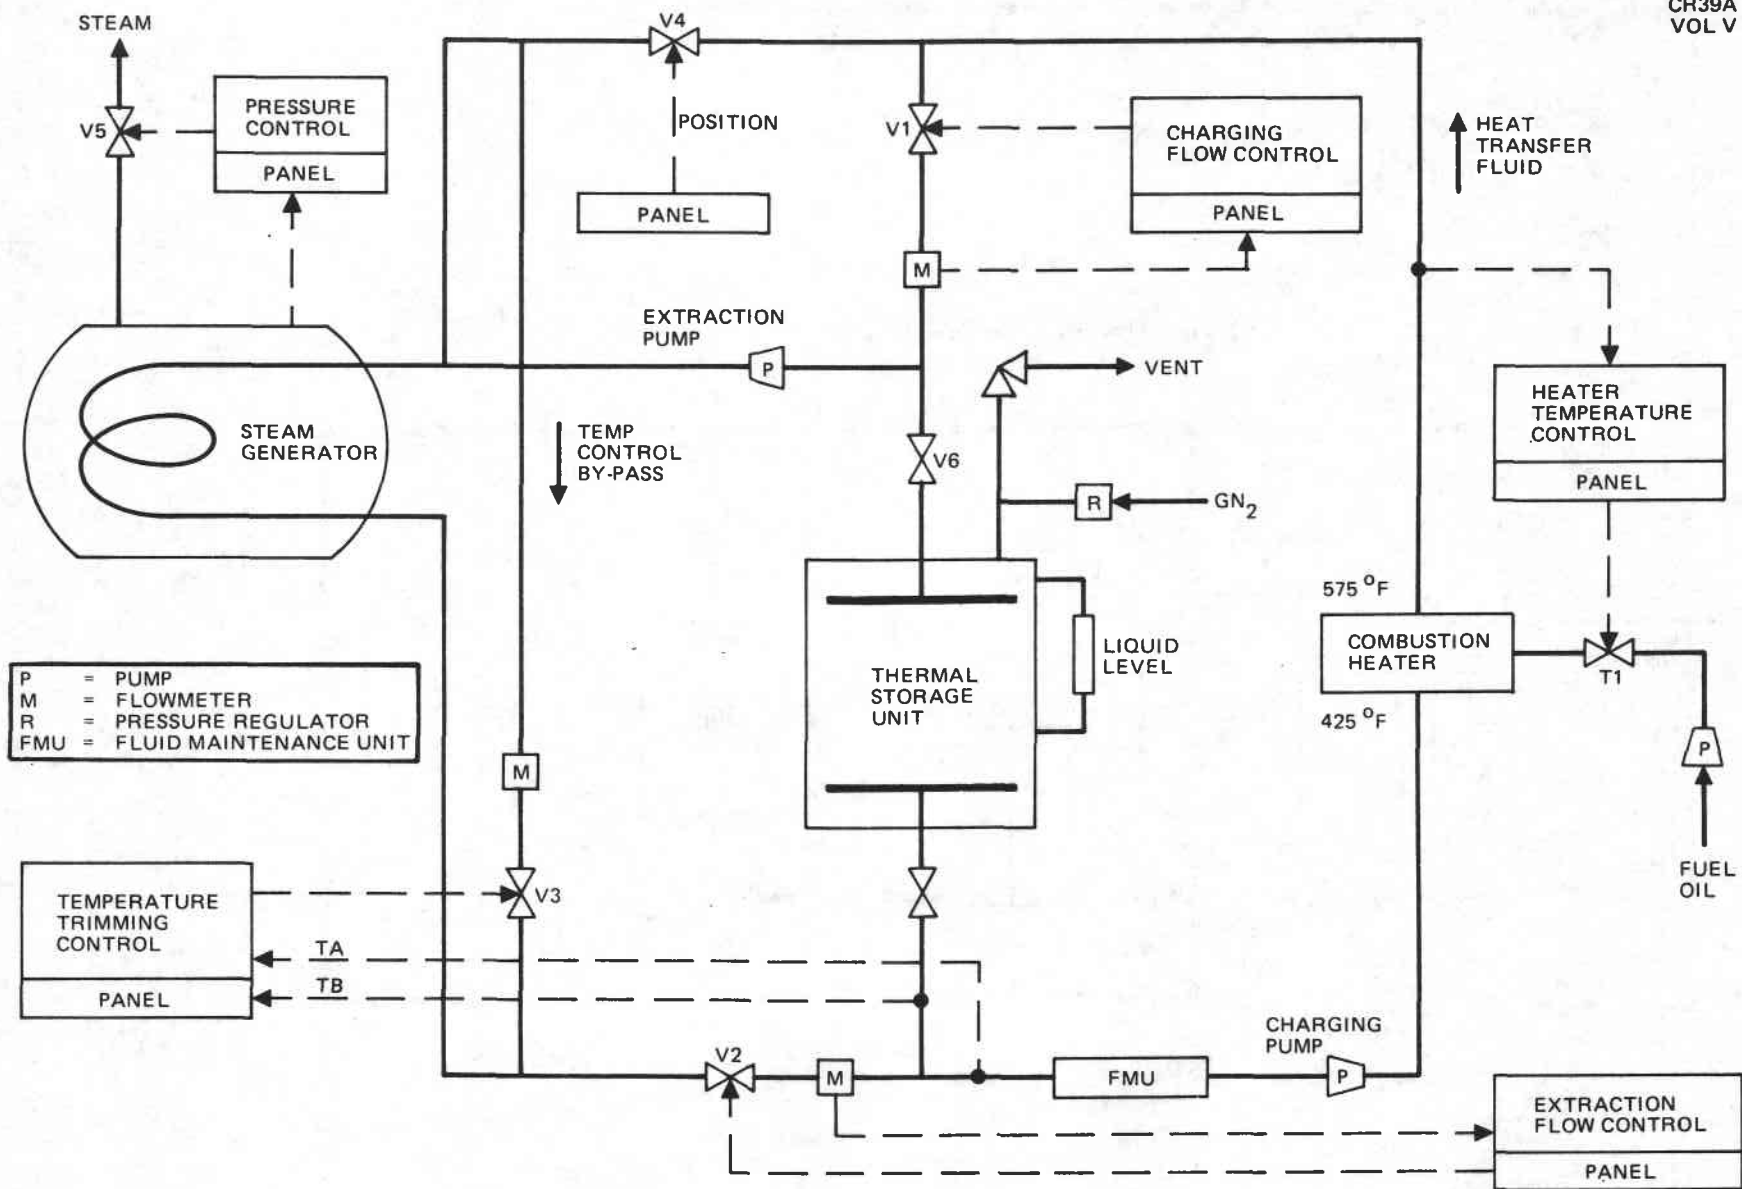 CR39A
VOL V
STEAM
V4
V5
PRESSURE
CONTROL
PANEL
POSITION
PANEL
V1
CHARGING
FLOW CONTROL
PANEL
HEAT
TRANSFER
FLUID
M
EXTRACTION
PUMP
P
VENT
STEAM
GENERATOR
TEMP
CONTROL
BY-PASS
V6
R
GN2
HEATER
TEMPERATURE
CONTROL
PANEL
575 °F
COMBUSTION
HEATER
425 °F
T1
P
FUEL
OIL
THERMAL
STORAGE
UNIT
LIQUID
LEVEL
P = PUMP
M = FLOWMETER
R = PRESSURE REGULATOR
FMU = FLUID MAINTENANCE UNIT
M
TEMPERATURE
TRIMMING
CONTROL
PANEL
V3
TA
TB
V2
M
FMU
CHARGING
PUMP
P
EXTRACTION
FLOW CONTROL
PANEL